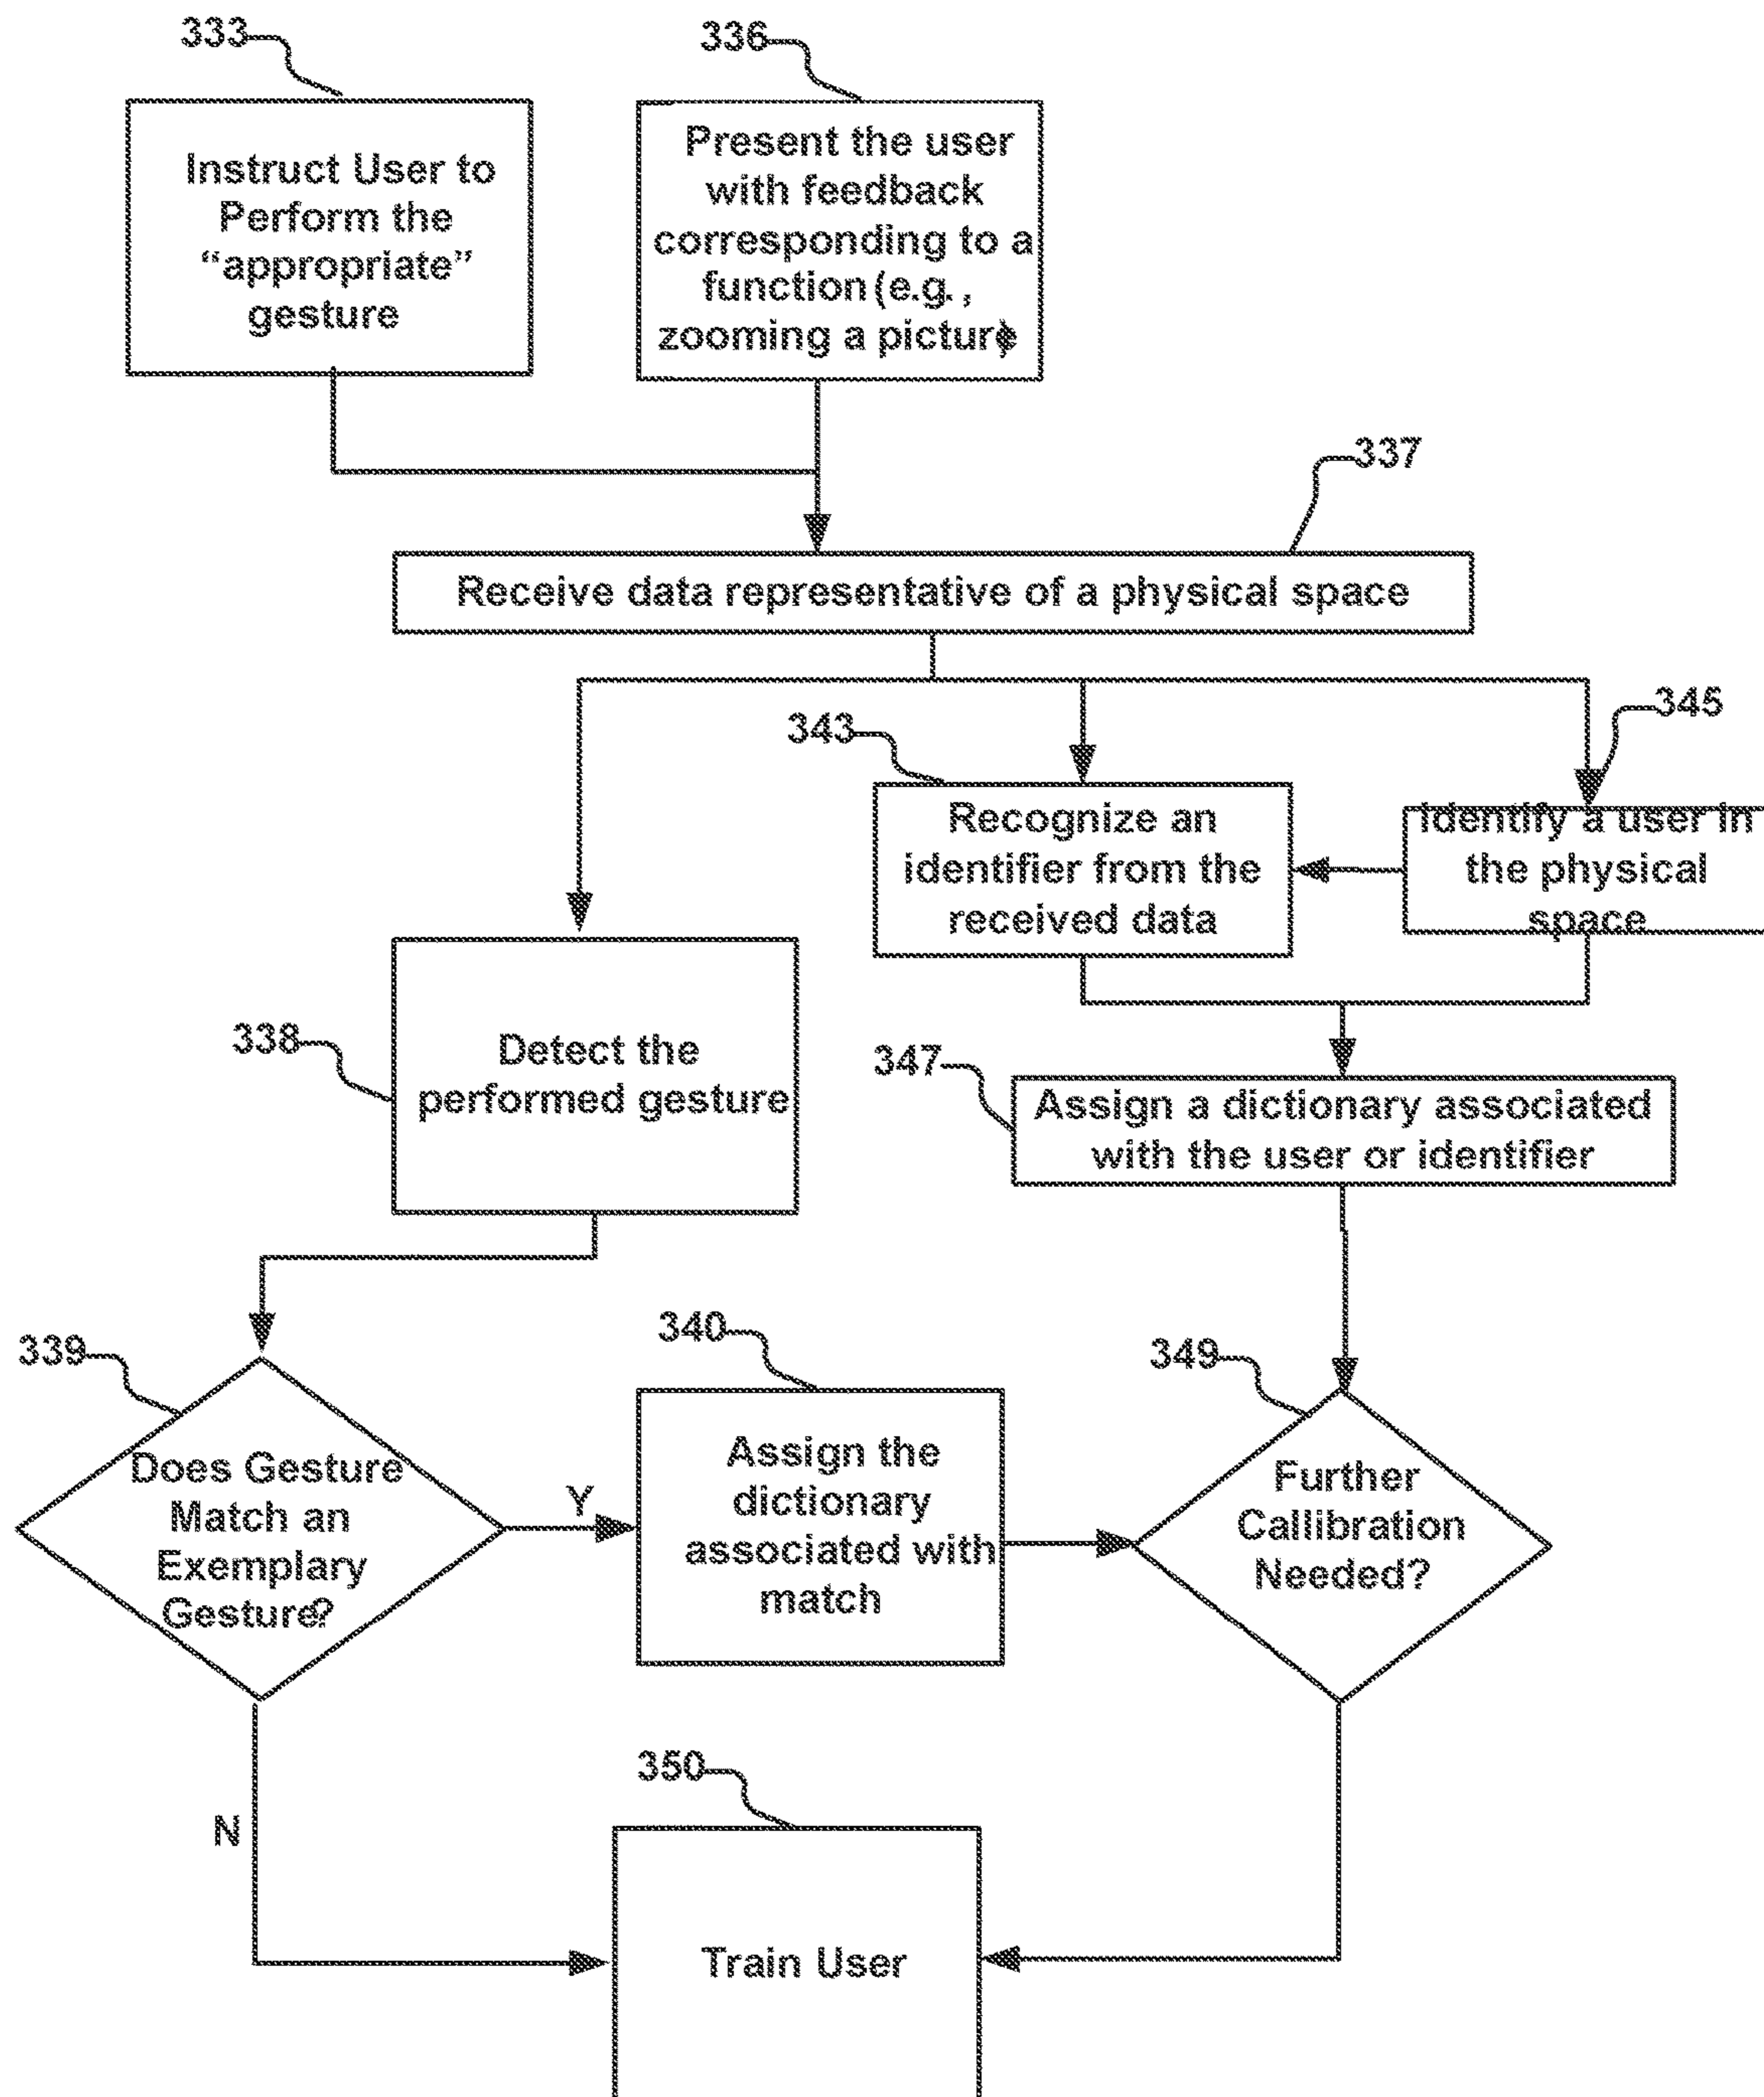 333
336
Instruct User to
Perform the
“appropriate”
gesture
Present the user
with feedback
corresponding to a
function (e.g. ,
zooming a picture)
337
Receive data representative of a physical space
343
345
Recognize an
identifier from the
received data
Identify a user in
the physical
space
338
Detect the
performed gesture
347
Assign a dictionary associated
with the user or identifier
339
340
349
Does Gesture
Match an
Exemplary
Gesture?
Y
Assign the
dictionary
associated with
match
Further
Callibration
Needed?
350
N
Train User